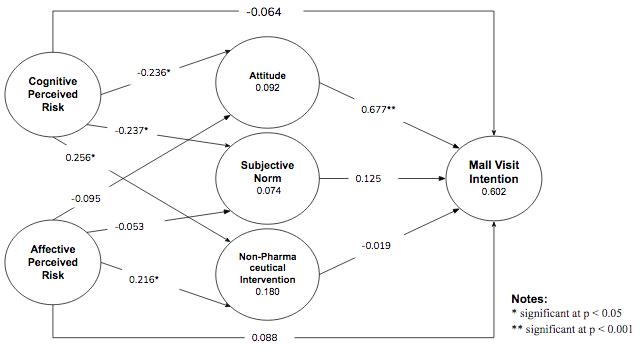 -0.064
Cognitive
Perceived
Risk
-0.236*
-0.237*
0.256*
Attitude
0.092
0.677**
Subjective
Norm
0.074
0.125
Mall Visit
Intention
0.602
-0.095
-0.053
Affective
Perceived
Risk
0.216*
Non-Pharma
ceutical
Intervention
0.180
-0.019
0.088
Notes:
* significant at p < 0.05
** significant at p < 0.001